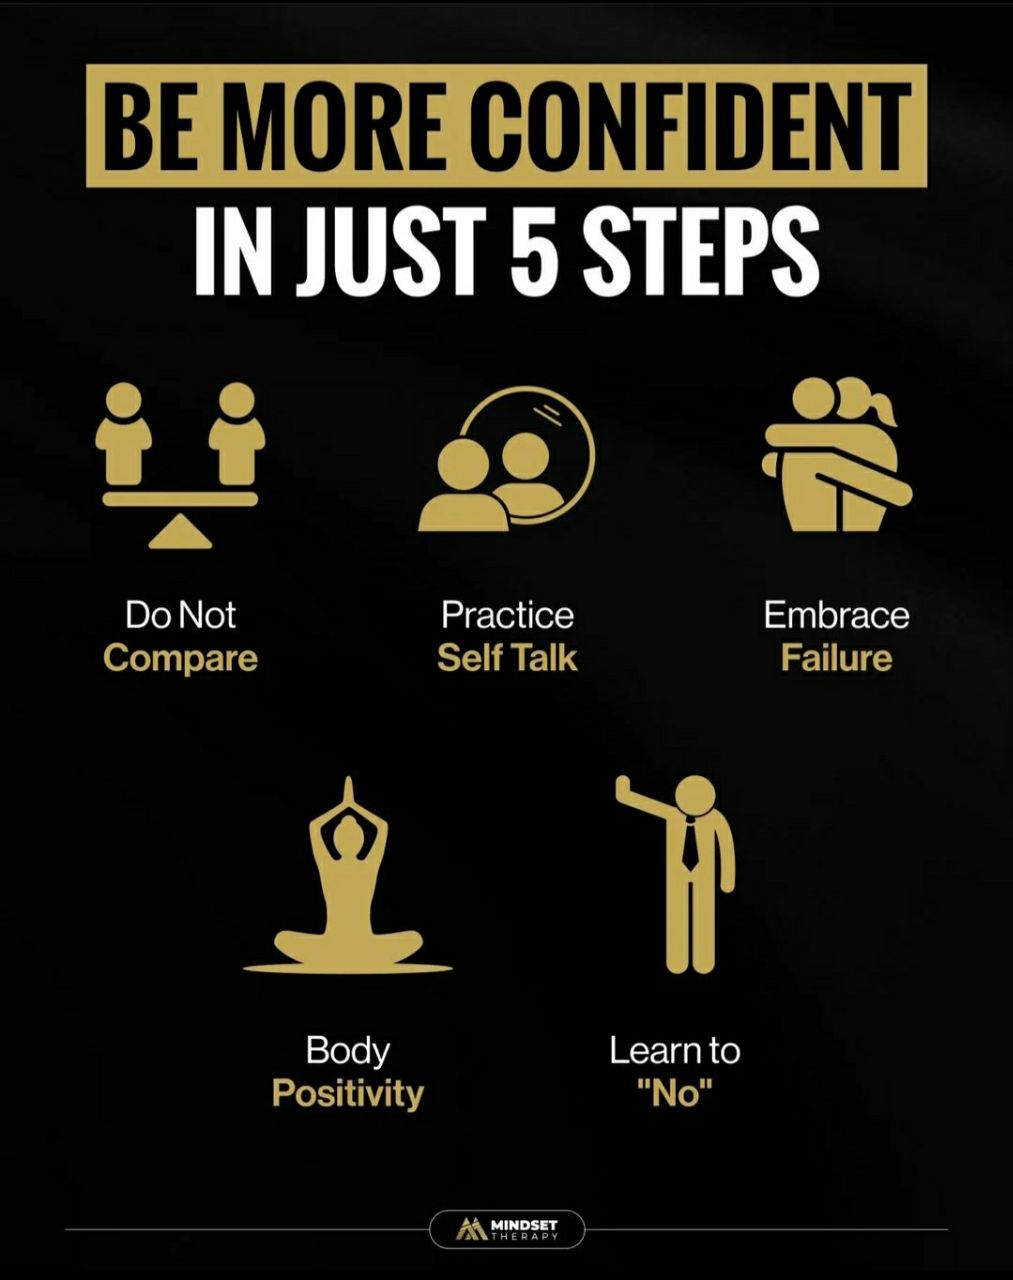 BE MORE CONFIDENT
IN JUST 5 STEPS
Do Not
Compare
Practice
Self Talk
Embrace
Failure
Body
Positivity
Learn to
"No"
MINDSET
THERAPY